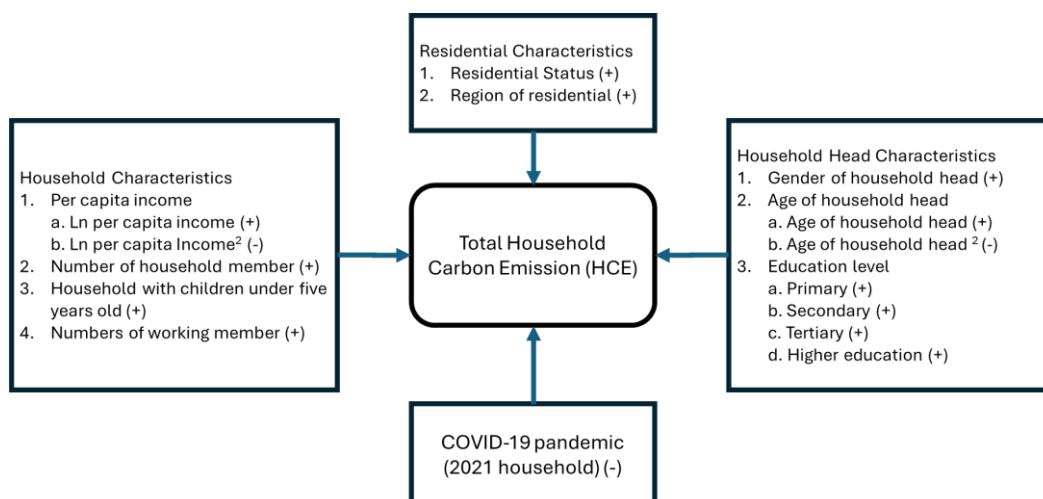 Residential Characteristics
1. Residential Status (+)
2. Region of residential (+)
Household Characteristics
1. Per capita income
a. Ln per capita income (+)
b. Ln per capita Income² (-)
2. Number of household member (+)
3. Household with children under five
years old (+)
4. Numbers of working member (+)
Total Household
Carbon Emission (HCE)
Household Head Characteristics
1. Gender of household head (+)
2. Age of household head
a. Age of household head (+)
b. Age of household head ² (-)
3. Education level
a. Primary (+)
b. Secondary (+)
c. Tertiary (+)
d. Higher education (+)
COVID-19 pandemic
(2021 household) (-)